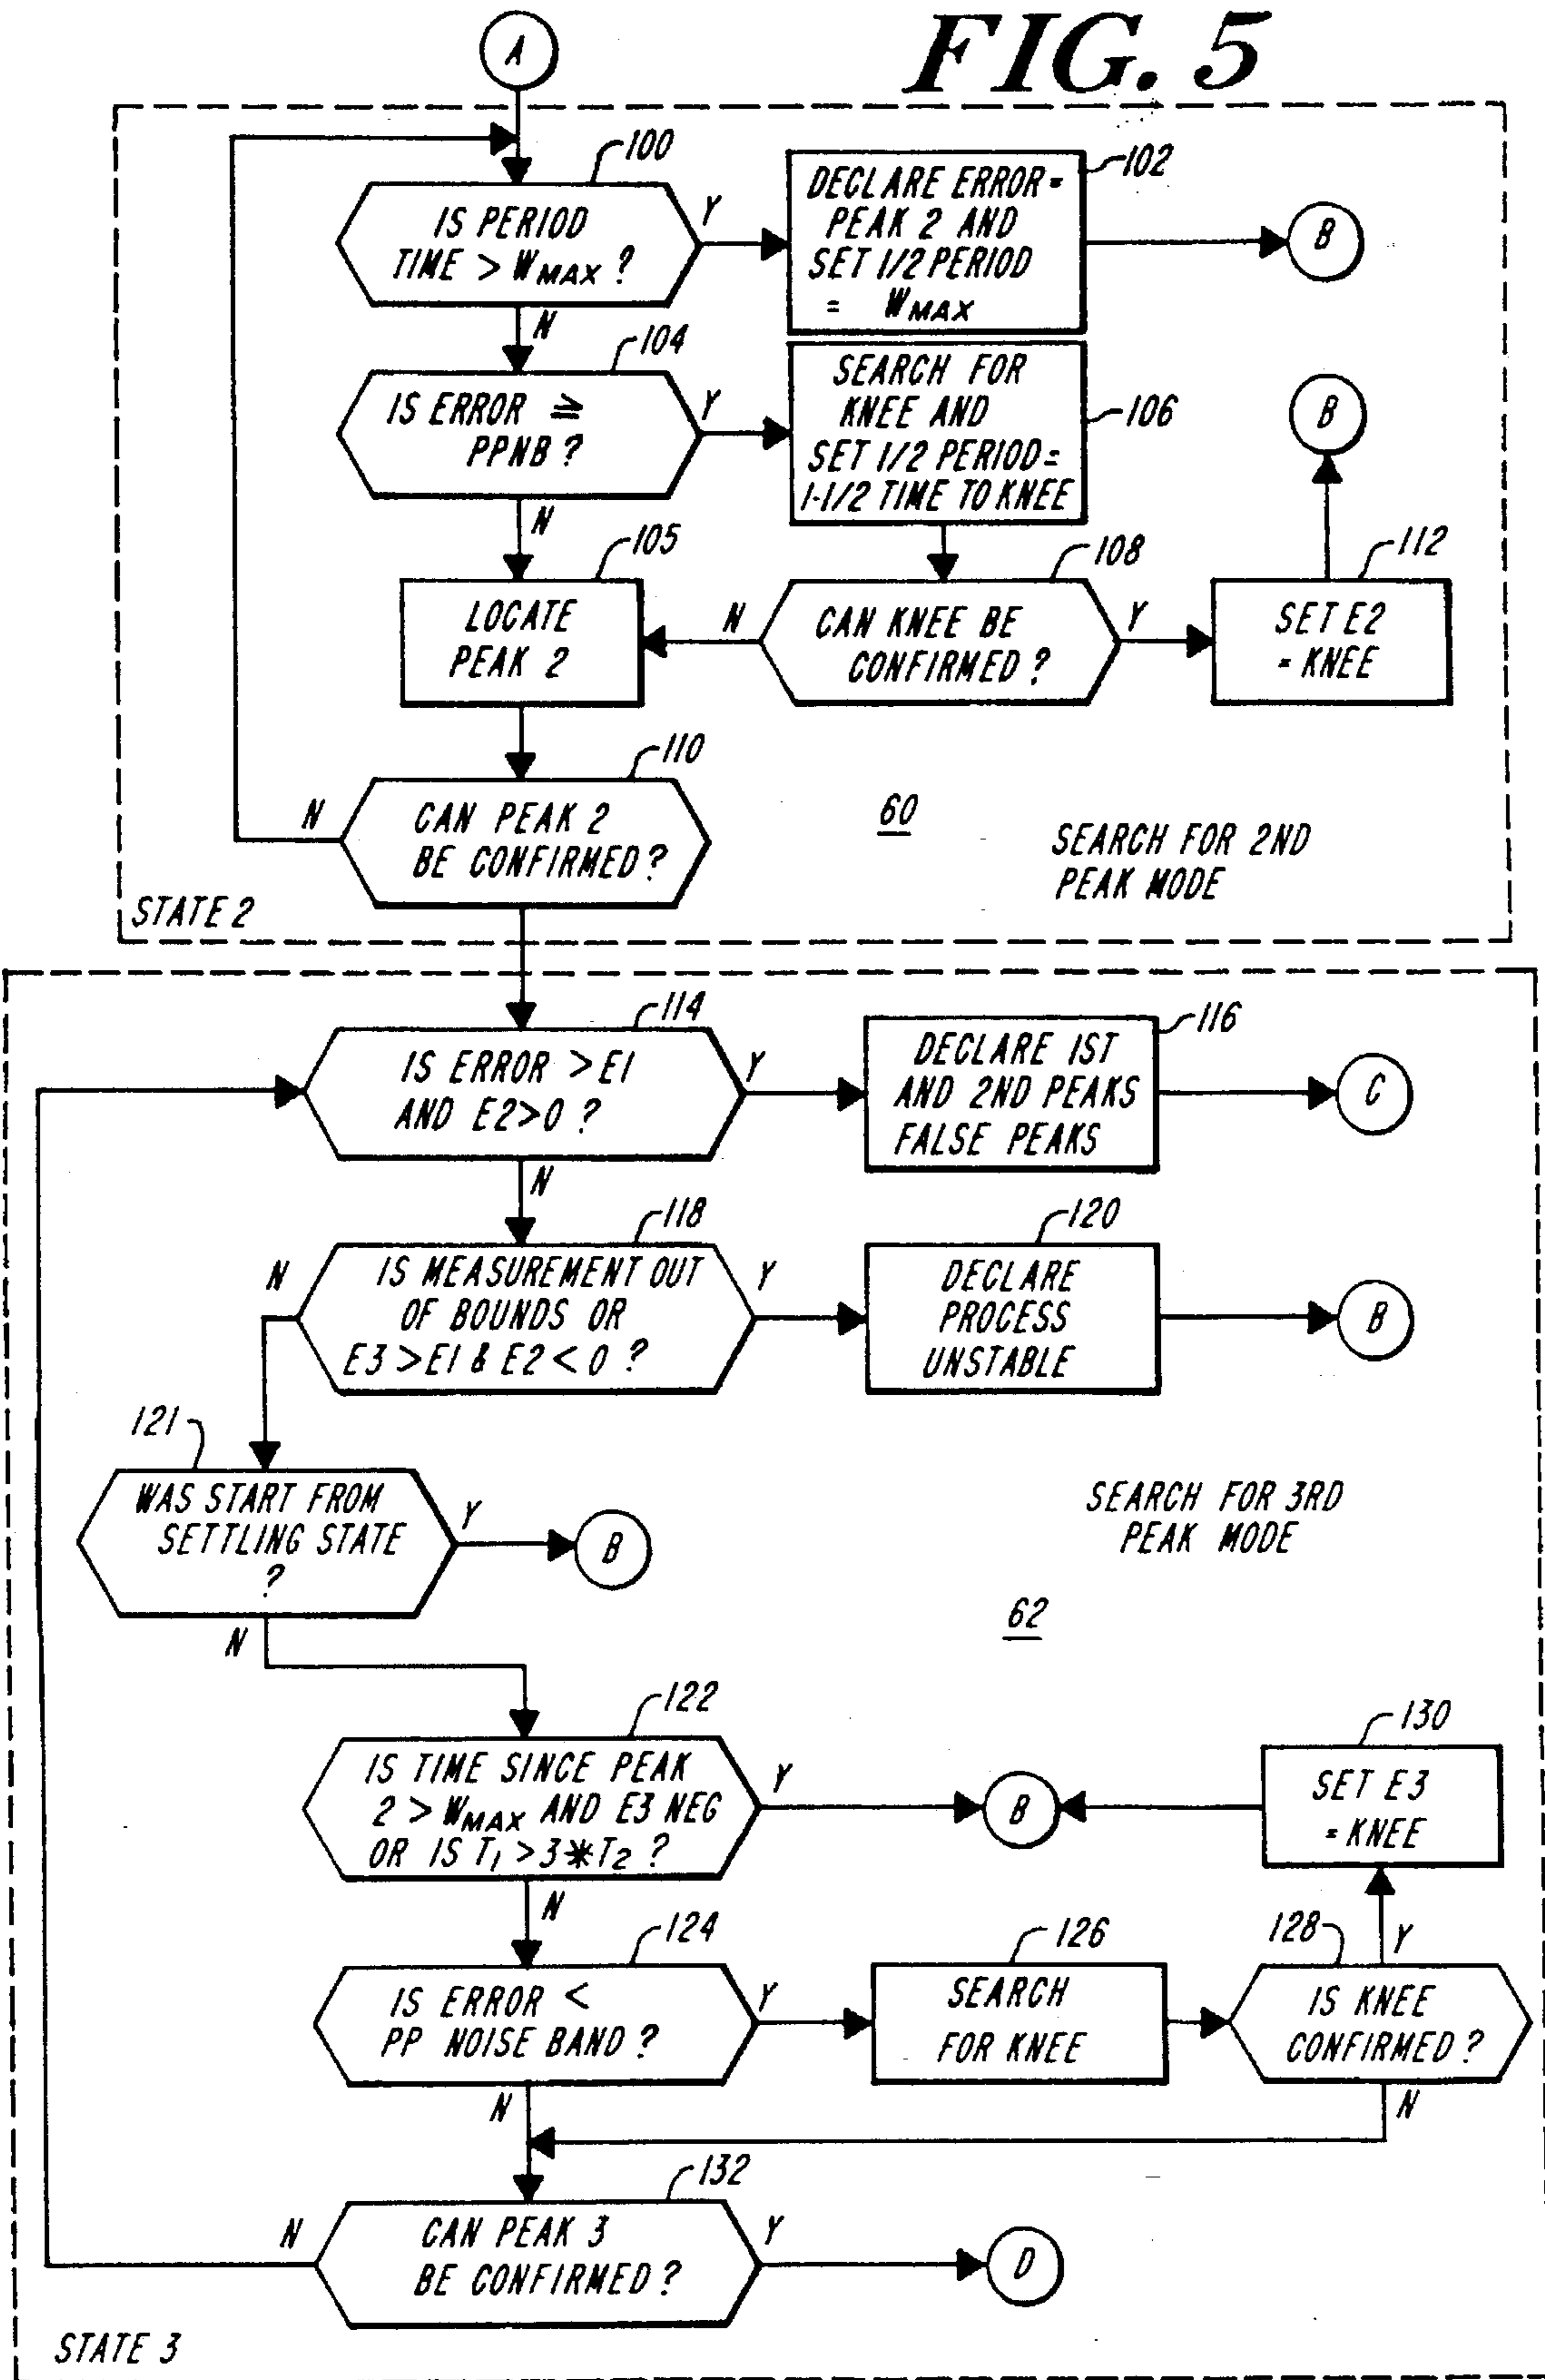 FIG. 5
A
100
IS PERIOD
TIME > WMAX ?
Y
N
102
DECLARE ERROR =
PEAK 2 AND
SET 1/2 PERIOD
= WMAX
B
104
IS ERROR ≥
PPNB ?
Y
N
106
SEARCH FOR
KNEE AND
SET 1/2 PERIOD =
1-1/2 TIME TO KNEE
B
105
LOCATE
PEAK 2
108
CAN KNEE BE
CONFIRMED ?
N
Y
112
SET E2
= KNEE
110
CAN PEAK 2
BE CONFIRMED ?
N
60
SEARCH FOR 2ND
PEAK MODE
STATE 2
114
IS ERROR > E1
AND E2 > 0 ?
Y
N
116
DECLARE 1ST
AND 2ND PEAKS
FALSE PEAKS
C
118
IS MEASUREMENT OUT
OF BOUNDS OR
E3 > E1 & E2 < 0 ?
N
Y
120
DECLARE
PROCESS
UNSTABLE
B
121
WAS START FROM
SETTLING STATE
?
Y
N
B
SEARCH FOR 3RD
PEAK MODE
62
122
IS TIME SINCE PEAK
2 > WMAX AND E3 NEG
OR IS T1 > 3*T2 ?
Y
N
B
130
SET E3
= KNEE
124
IS ERROR <
PP NOISE BAND ?
Y
N
126
SEARCH
FOR KNEE
128
IS KNEE
CONFIRMED ?
Y
N
132
CAN PEAK 3
BE CONFIRMED ?
N
Y
D
STATE 3